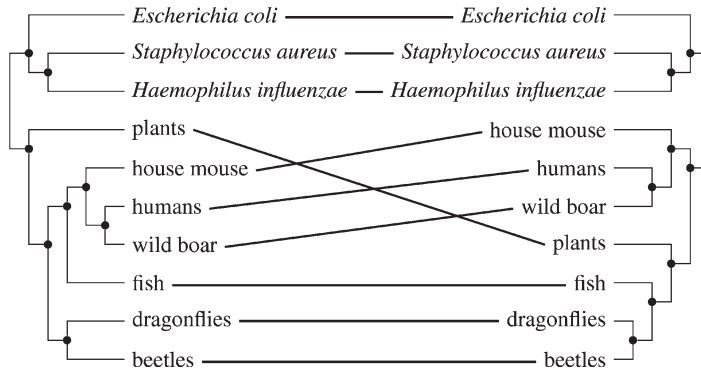 Escherichia coli Escherichia coli
Staphylococcus aureus Staphylococcus aureus
Haemophilus influenzae Haemophilus influenzae
plants house mouse
house mouse humans
humans wild boar
wild boar plants
fish fish
dragonflies dragonflies
beetles beetles